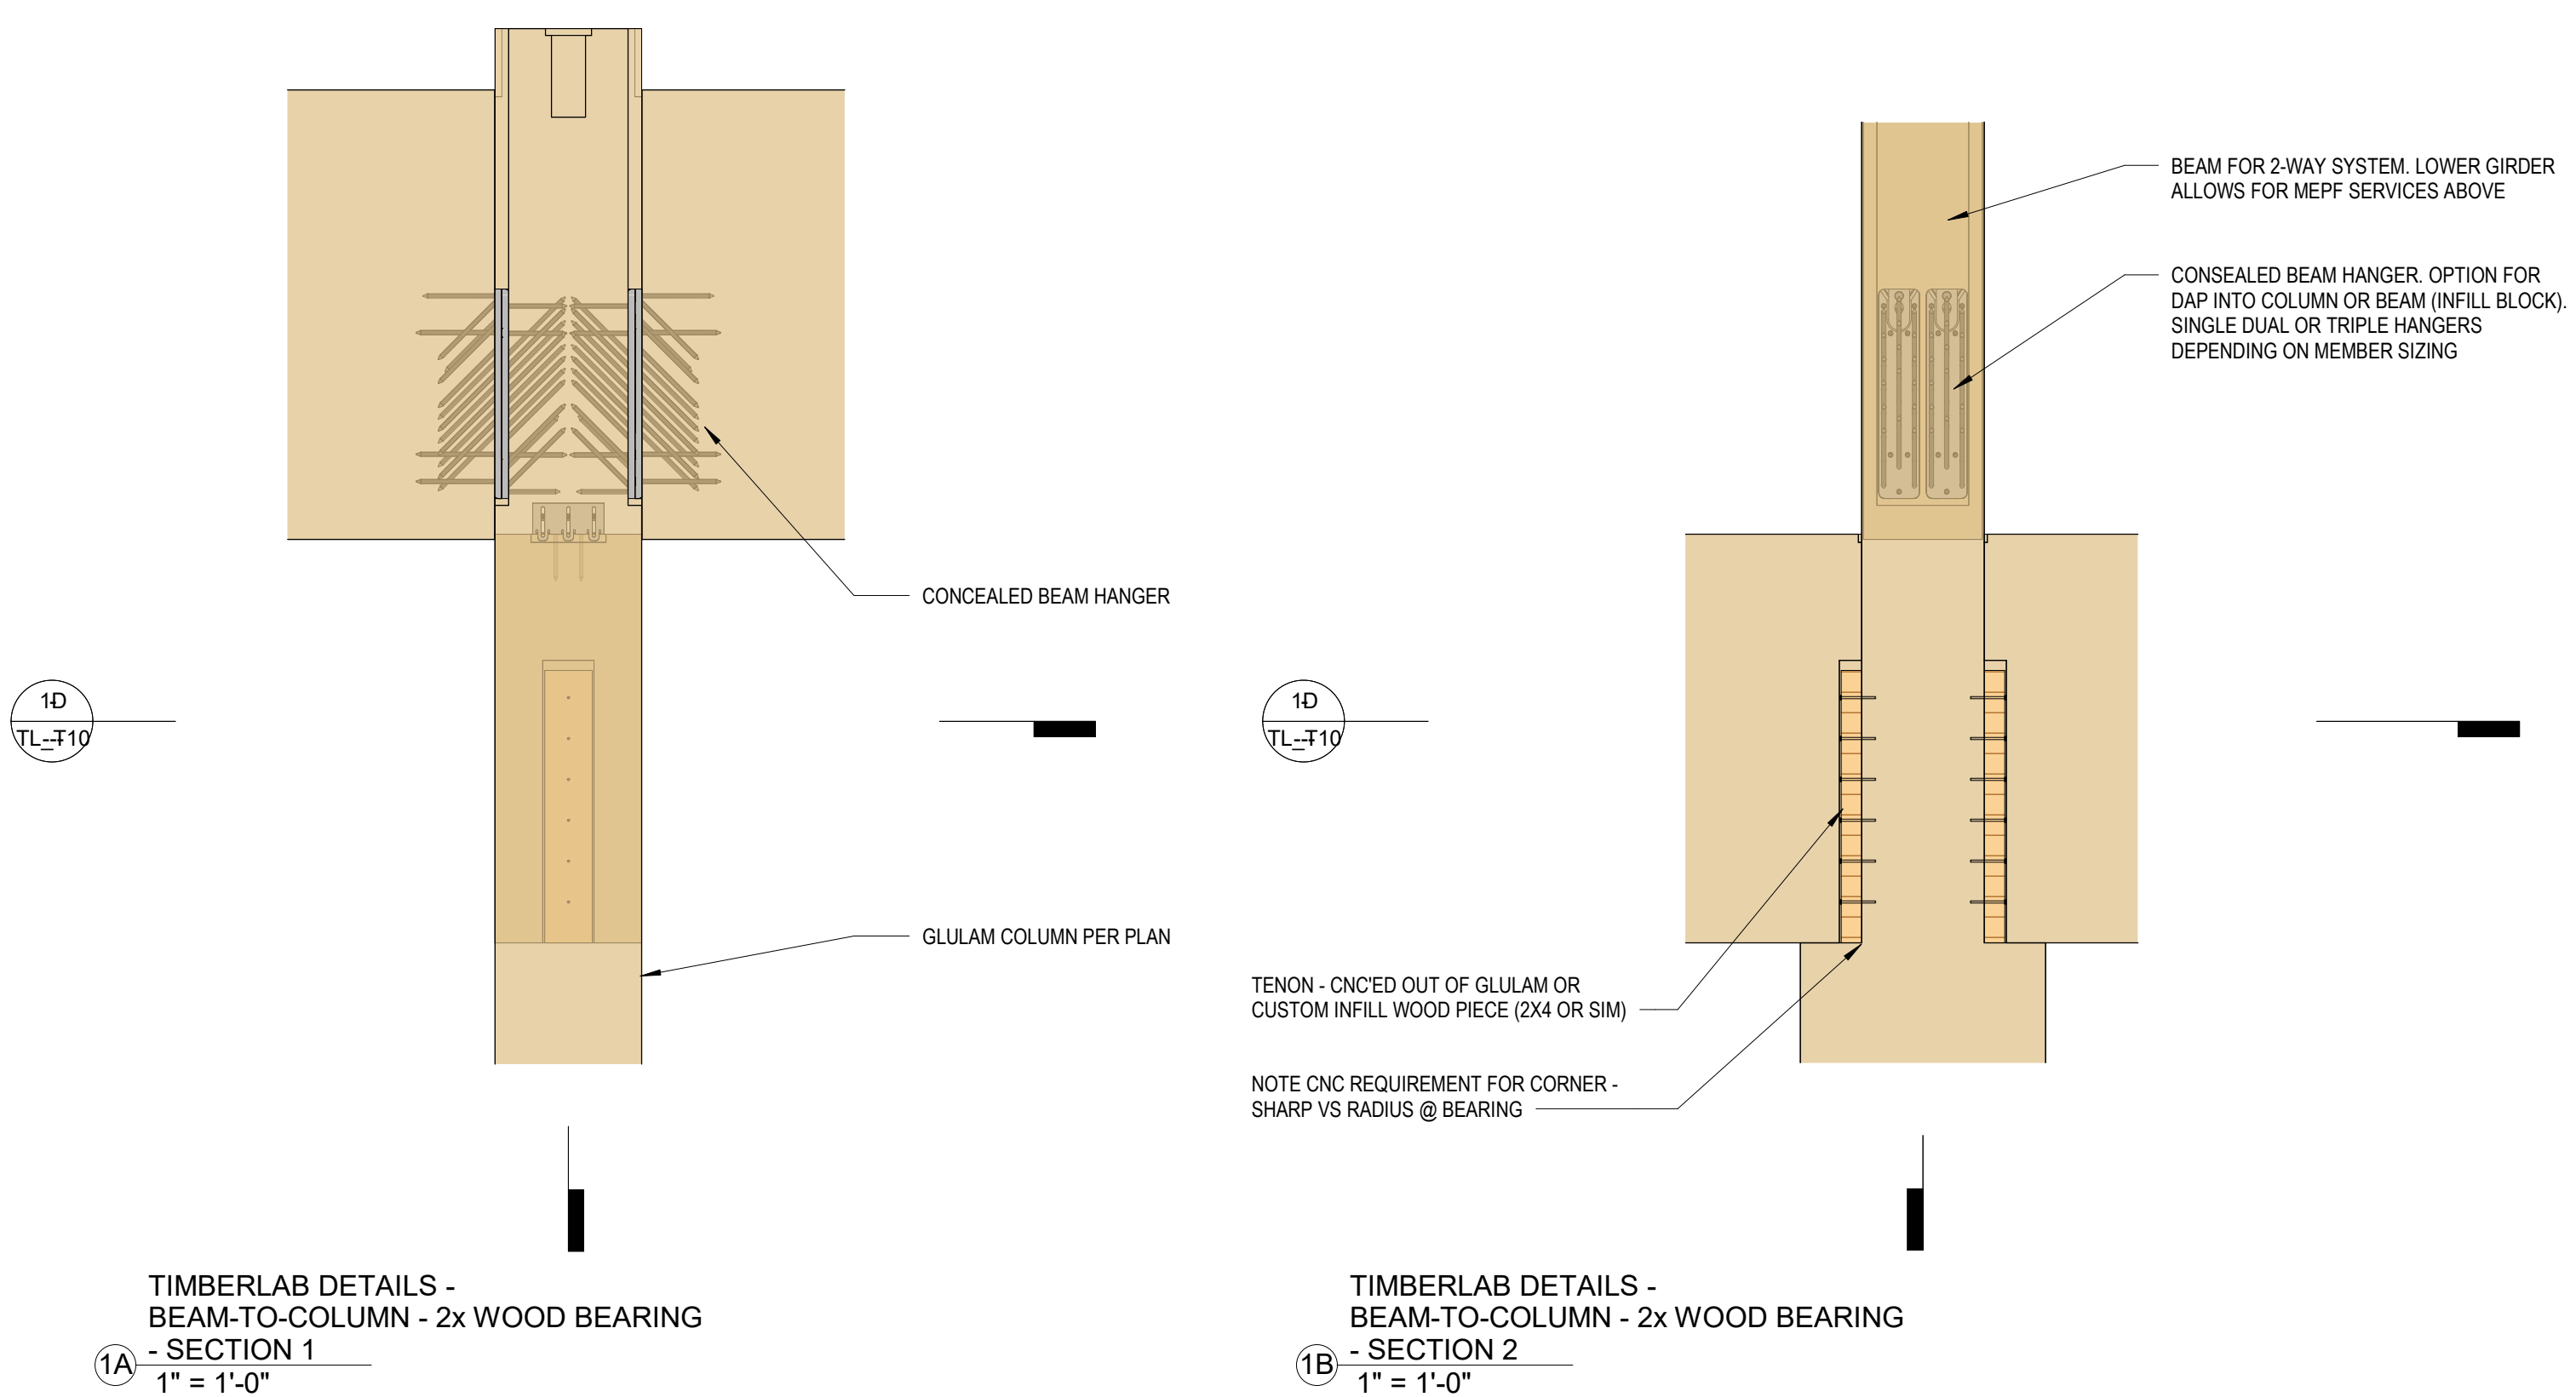 CONCEALED BEAM HANGER
GLULAM COLUMN PER PLAN
1D
TL_-T10
TIMBERLAB DETAILS -
BEAM-TO-COLUMN - 2x WOOD BEARING
- SECTION 1
1A
1" = 1'-0"
BEAM FOR 2-WAY SYSTEM. LOWER GIRDER
ALLOWS FOR MEPF SERVICES ABOVE
CONSEALED BEAM HANGER. OPTION FOR
DAP INTO COLUMN OR BEAM (INFILL BLOCK).
SINGLE DUAL OR TRIPLE HANGERS
DEPENDING ON MEMBER SIZING
1D
TL_-T10
TENON - CNC'ED OUT OF GLULAM OR
CUSTOM INFILL WOOD PIECE (2X4 OR SIM)
NOTE CNC REQUIREMENT FOR CORNER -
SHARP VS RADIUS @ BEARING
TIMBERLAB DETAILS -
BEAM-TO-COLUMN - 2x WOOD BEARING
- SECTION 2
1B
1" = 1'-0"